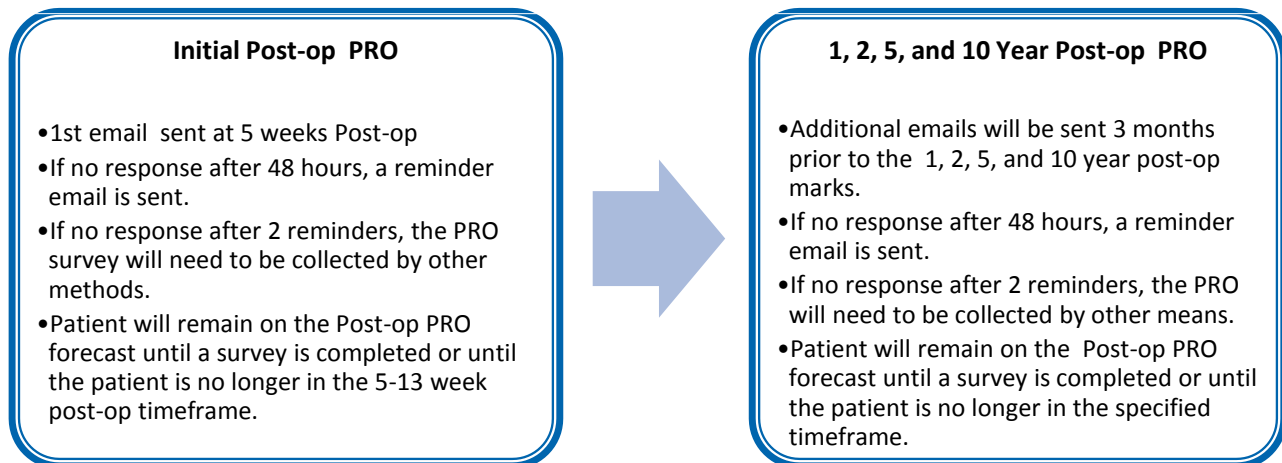 Initial Post-op PRO
•1st email sent at 5 weeks Post-op
•If no response after 48 hours, a reminder
email is sent.
•If no response after 2 reminders, the PRO
survey will need to be collected by other
methods.
•Patient will remain on the Post-op PRO
forecast until a survey is completed or until
the patient is no longer in the 5-13 week
post-op timeframe.
1, 2, 5, and 10 Year Post-op PRO
•Additional emails will be sent 3 months
prior to the 1, 2, 5, and 10 year post-op
marks.
•If no response after 48 hours, a reminder
email is sent.
•If no response after 2 reminders, the PRO
will need to be collected by other means.
•Patient will remain on the Post-op PRO
forecast until a survey is completed or until
the patient is no longer in the specified
timeframe.